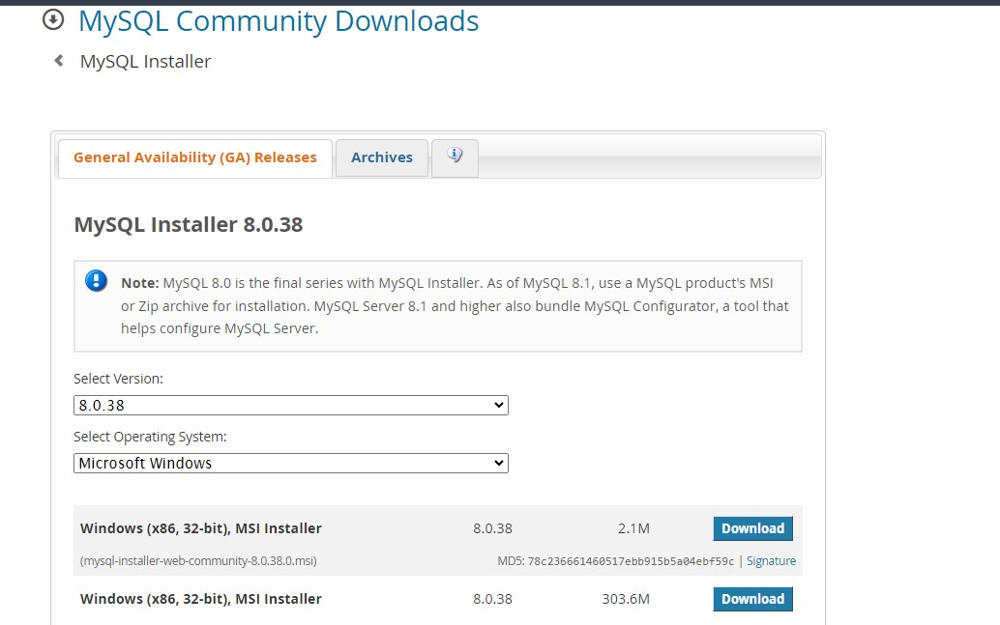 MySQL Community Downloads
MySQL Installer
General Availability (GA) Releases
Archives
MySQL Installer 8.0.38
Note: MySQL 8.0 is the final series with MySQL Installer. As of MySQL 8.1, use a MySQL product's MSI
or Zip archive for installation. MySQL Server 8.1 and higher also bundle MySQL Configurator, a tool that
helps configure MySQL Server.
Select Version:
8.0.38
Select Operating System:
Microsoft Windows
Windows (x86, 32-bit), MSI Installer 8.0.38 2.1M Download
(mysql-installer-web-community-8.0.38.0.msi) MD5: 78c236661460517ebb915b5a04ebf59c | Signature
Windows (x86, 32-bit), MSI Installer 8.0.38 303.6M Download